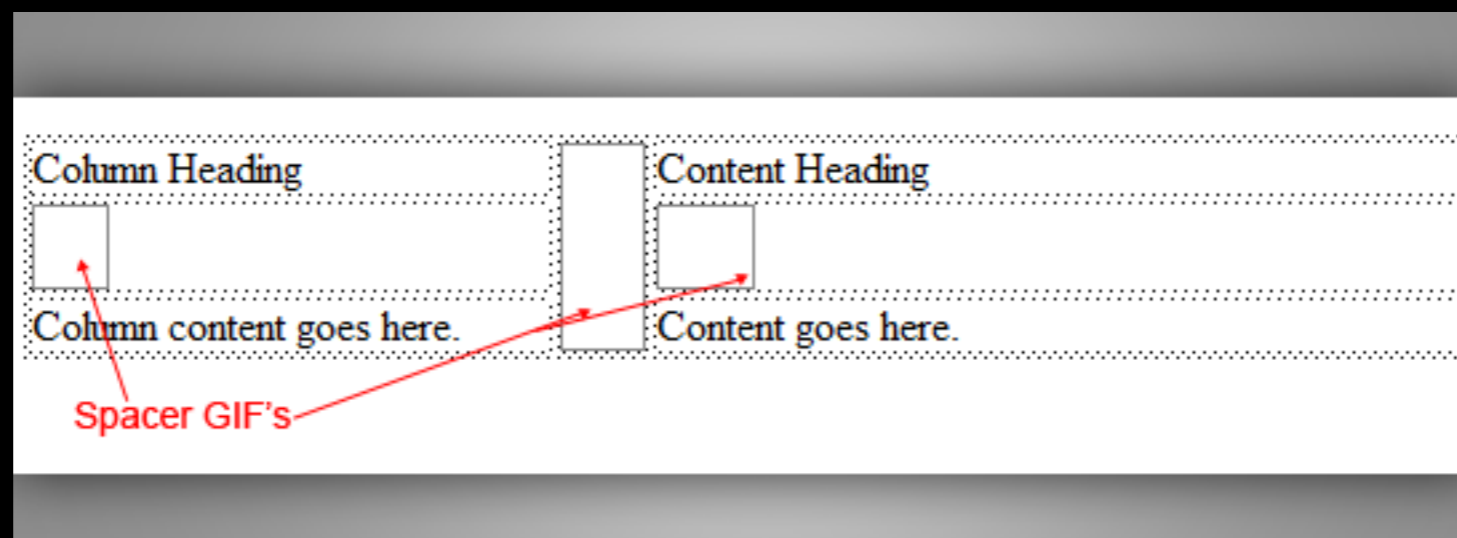 Column Heading
Content Heading
Column content goes here.
Content goes here.
Spacer GIF’s